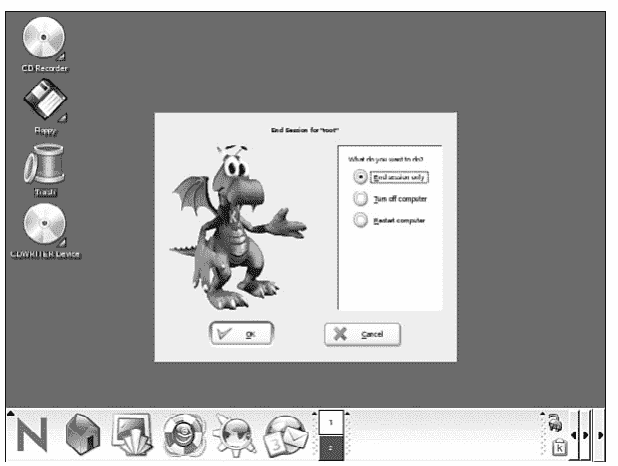 CD Recorder
Floppy
Trash
CDWRITER Device
End Session for "root"
What do you want to do?
End session only
Turn off computer
Restart computer
OK
Cancel
N
1
2
3
K